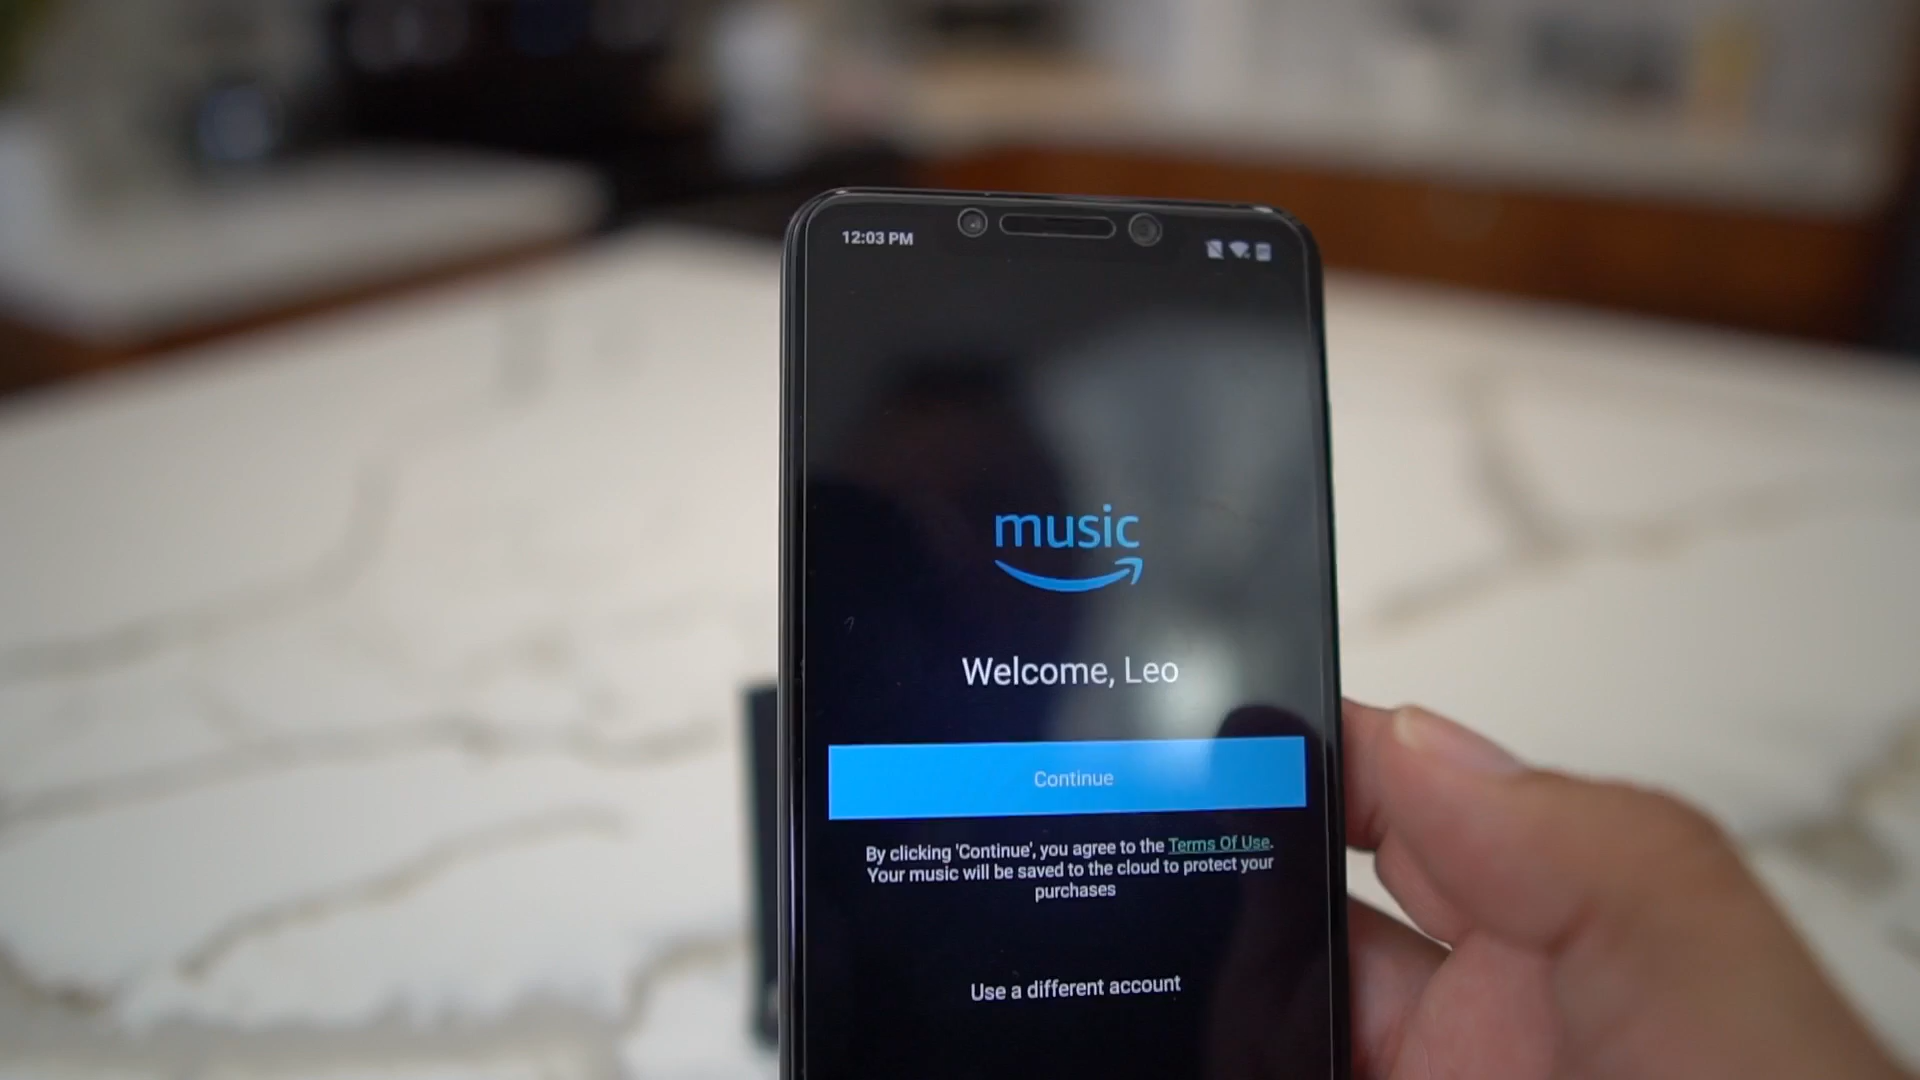 12:03 PM
music
Welcome, Leo
Continue
By clicking 'Continue', you agree to the Terms Of Use.
Your music will be saved to the cloud to protect your
purchases
Use a different account